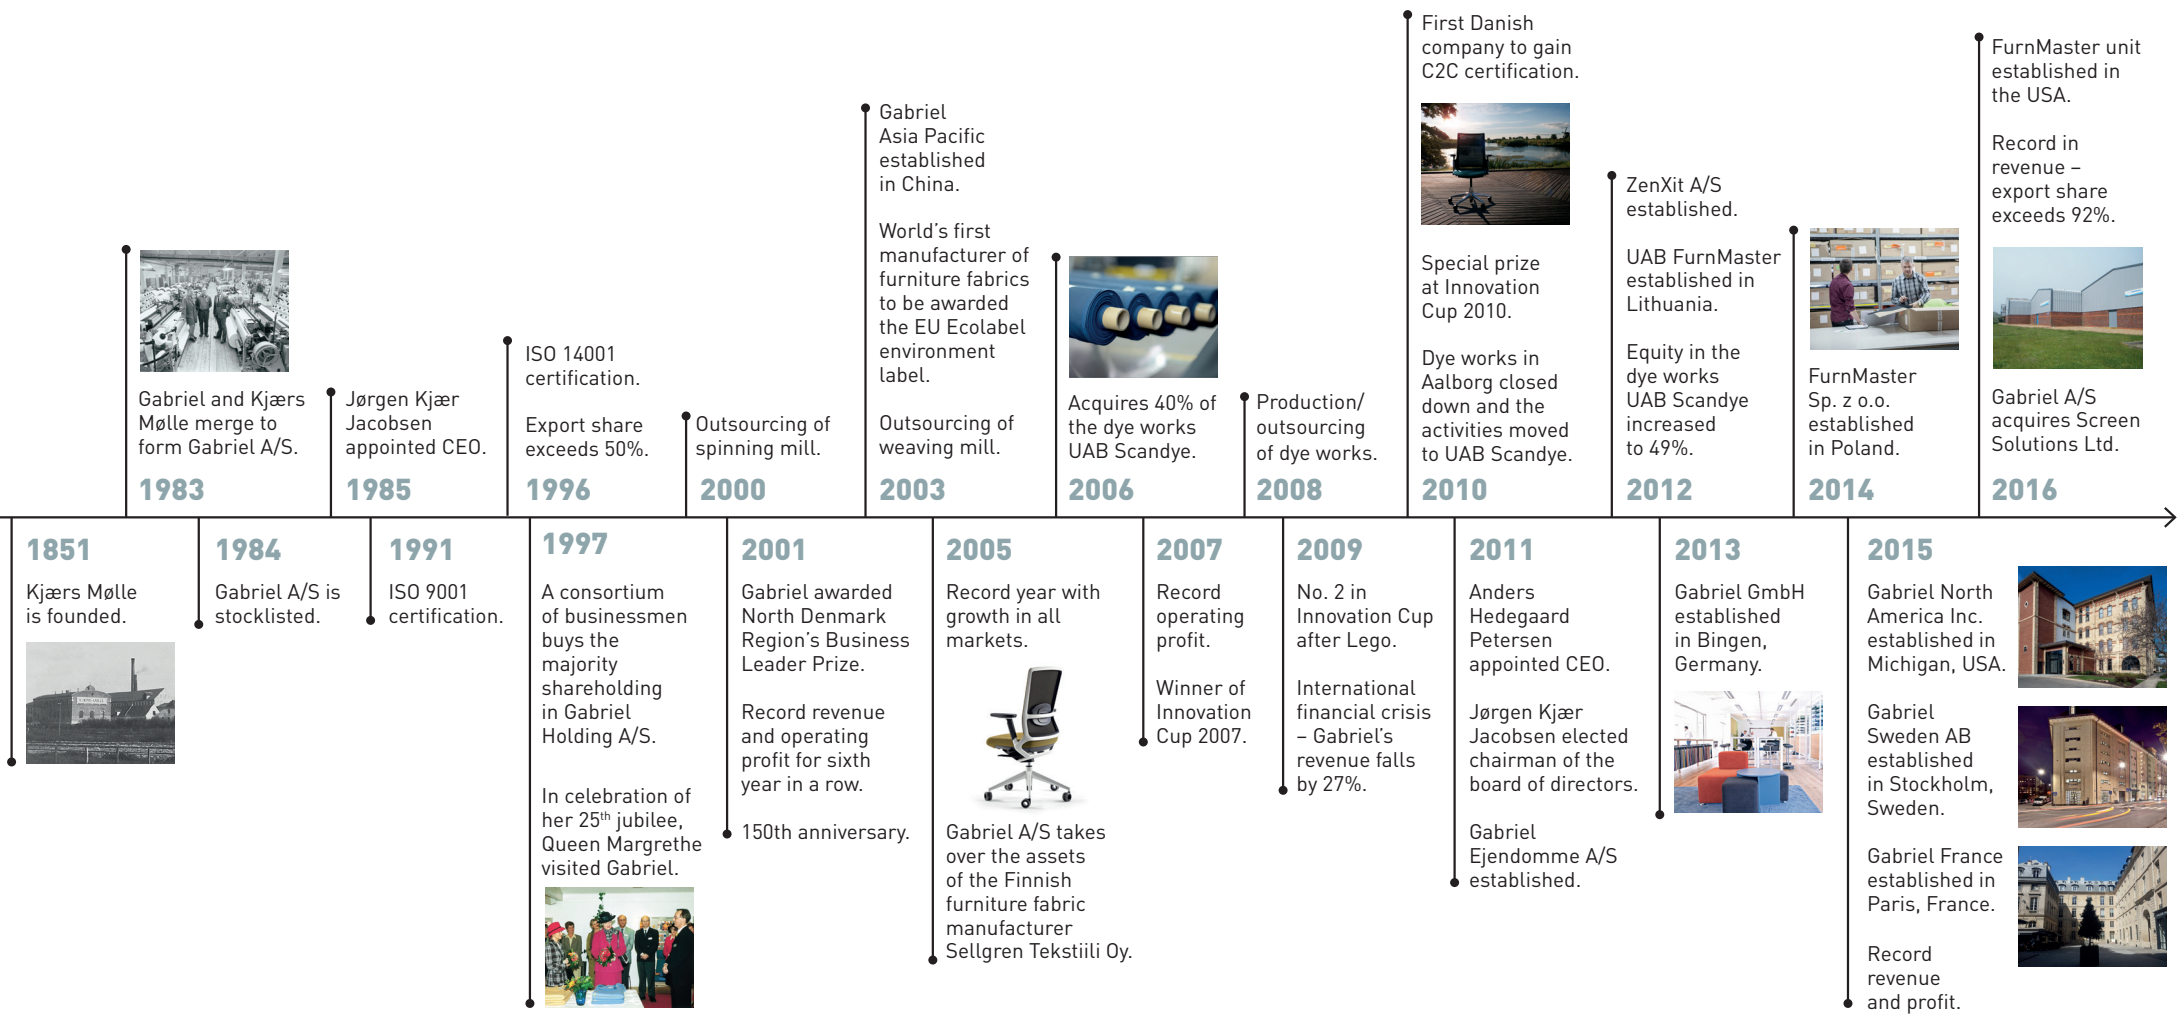 1851
Kjærs Mølle
is founded.
Gabriel and Kjærs
Mølle merge to
form Gabriel A/S.
1983
1984
Gabriel A/S is
stocklisted.
Jørgen Kjær
Jacobsen
appointed CEO.
1985
1991
ISO 9001
certification.
ISO 14001
certification.
Export share
exceeds 50%.
1996
1997
A consortium
of businessmen
buys the
majority
shareholding
in Gabriel
Holding A/S.
In celebration of
her 25th jubilee,
Queen Margrethe
visited Gabriel.
Outsourcing of
spinning mill.
2000
2001
Gabriel awarded
North Denmark
Region’s Business
Leader Prize.
Record revenue
and operating
profit for sixth
year in a row.
150th anniversary.
Gabriel
Asia Pacific
established
in China.
World’s first
manufacturer of
furniture fabrics
to be awarded
the EU Ecolabel
environment
label.
Outsourcing of
weaving mill.
2003
2005
Record year with
growth in all
markets.
Gabriel A/S takes
over the assets
of the Finnish
furniture fabric
manufacturer
Sellgren Tekstiili Oy.
Acquires 40% of
the dye works
UAB Scandye.
2006
2007
Record
operating
profit.
Winner of
Innovation
Cup 2007.
Production/
outsourcing
of dye works.
2008
2009
No. 2 in
Innovation Cup
after Lego.
International
financial crisis
– Gabriel’s
revenue falls
by 27%.
First Danish
company to gain
C2C certification.
Special prize
at Innovation
Cup 2010.
Dye works in
Aalborg closed
down and the
activities moved
to UAB Scandye.
2010
2011
Anders
Hedegaard
Petersen
appointed CEO.
Jørgen Kjær
Jacobsen elected
chairman of the
board of directors.
Gabriel
Ejendomme A/S
established.
ZenXit A/S
established.
UAB FurnMaster
established in
Lithuania.
Equity in the
dye works
UAB Scandye
increased
to 49%.
2012
2013
Gabriel GmbH
established
in Bingen,
Germany.
FurnMaster
Sp. z o.o.
established
in Poland.
2014
2015
Gabriel North
America Inc.
established in
Michigan, USA.
Gabriel
Sweden AB
established
in Stockholm,
Sweden.
Gabriel France
established in
Paris, France.
Record
revenue
and profit.
FurnMaster unit
established in
the USA.
Record in
revenue –
export share
exceeds 92%.
Gabriel A/S
acquires Screen
Solutions Ltd.
2016